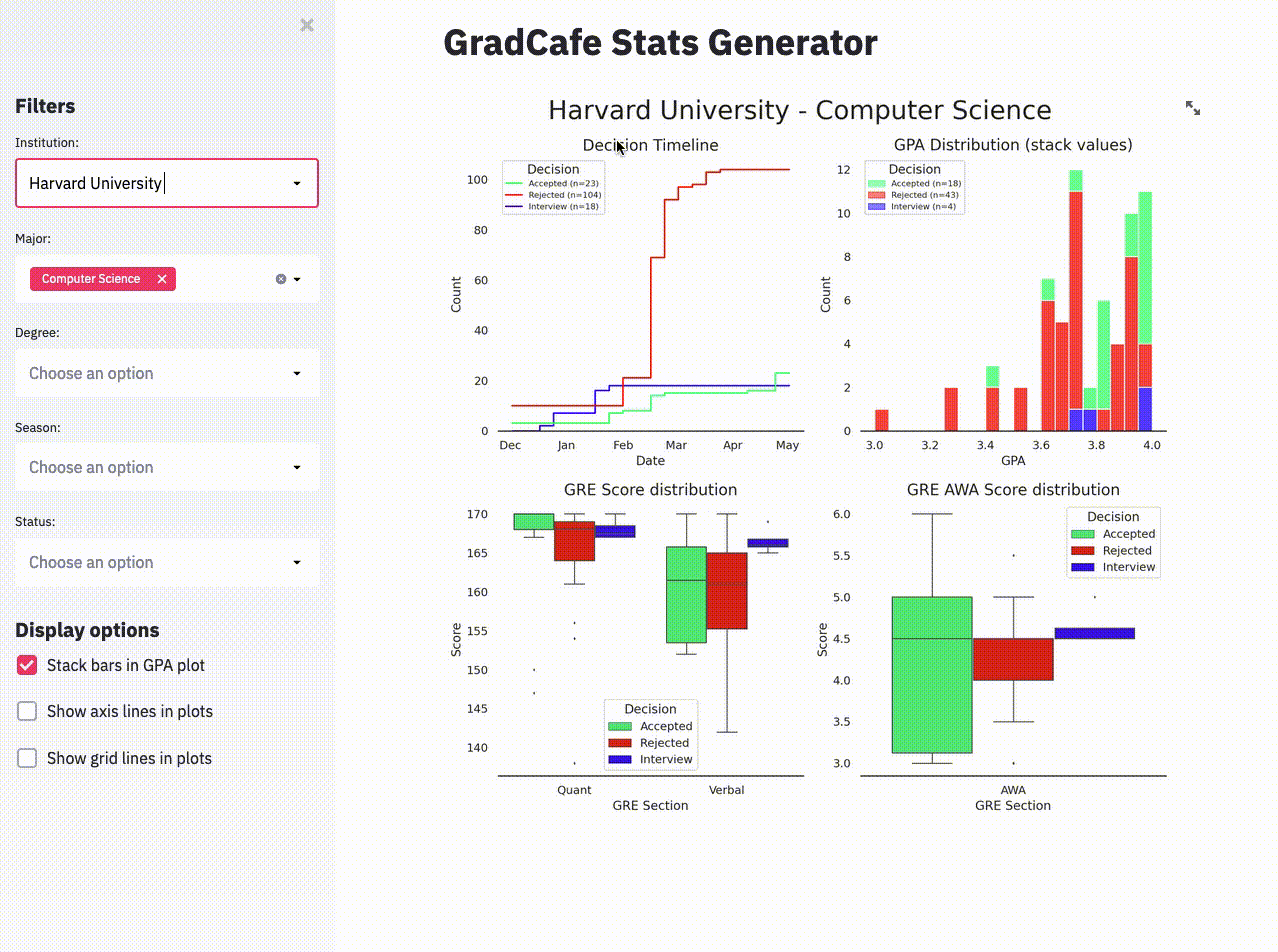 GradCafe Stats Generator
Filters
Institution:
Harvard University
Major:
Computer Science
Degree:
Choose an option
Season:
Choose an option
Status:
Choose an option
Display options
Stack bars in GPA plot
Show axis lines in plots
Show grid lines in plots
Harvard University - Computer Science
Decision Timeline
Decision
Accepted (n=23)
Rejected (n=104)
Interview (n=18)
Count
100
80
60
40
20
0
Dec Jan Feb Mar Apr May
Date
GPA Distribution (stack values)
Decision
Accepted (n=18)
Rejected (n=43)
Interview (n=4)
Count
12
10
8
6
4
2
0
3.0 3.2 3.4 3.6 3.8 4.0
GPA
GRE Score distribution
Score
170
165
160
155
150
145
140
Decision
Accepted
Rejected
Interview
Quant Verbal
GRE Section
GRE AWA Score distribution
Decision
Accepted
Rejected
Interview
Score
6.0
5.5
5.0
4.5
4.0
3.5
3.0
AWA
GRE Section